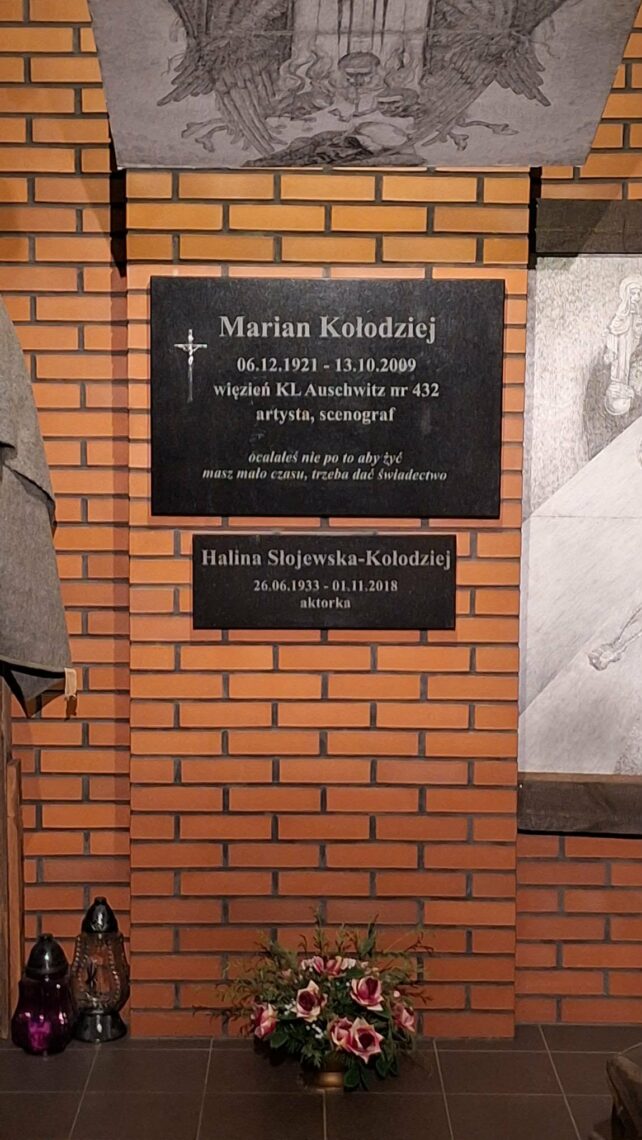 Marian Kołodziej
06.12.1921 - 13.10.2009
więzień KL Auschwitz nr 432
artysta, scenograf
ocalałeś nie po to aby żyć
masz mało czasu, trzeba dać świadectwo
Halina Słojewska-Kołodziej
26.06.1933 - 01.11.2018
aktorka